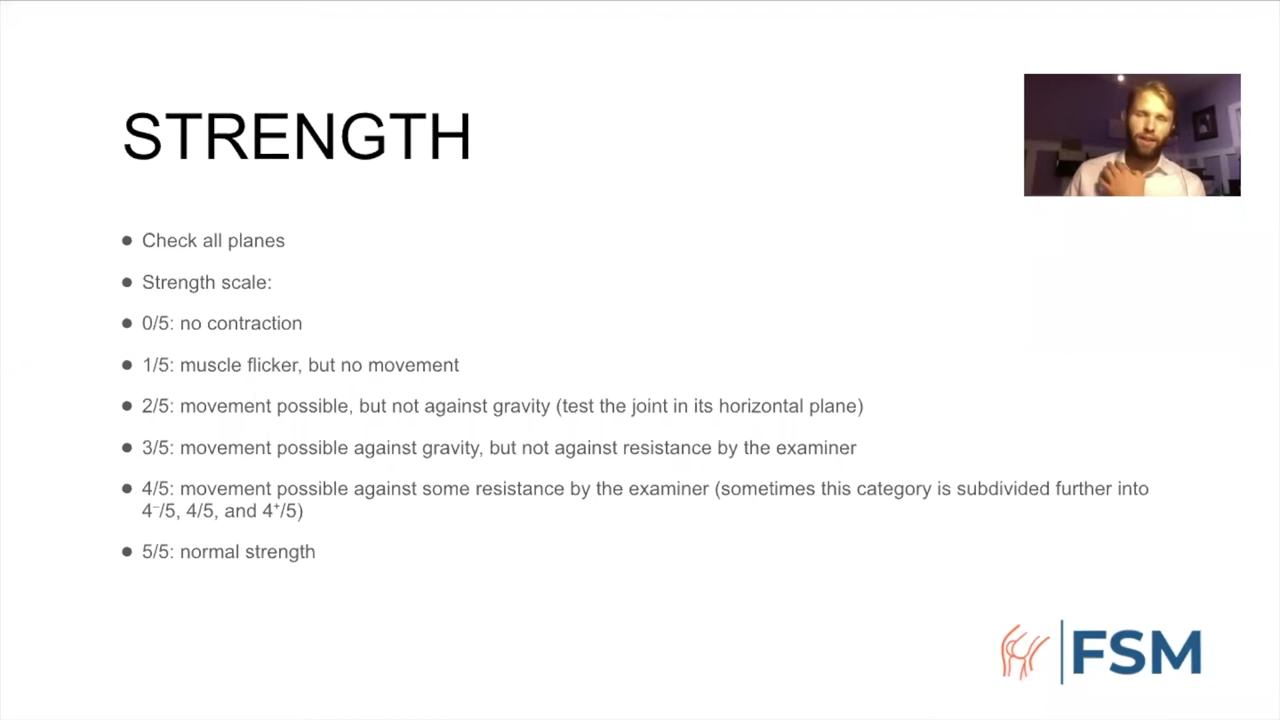 STRENGTH
● Check all planes
● Strength scale:
● 0/5: no contraction
● 1/5: muscle flicker, but no movement
● 2/5: movement possible, but not against gravity (test the joint in its horizontal plane)
● 3/5: movement possible against gravity, but not against resistance by the examiner
● 4/5: movement possible against some resistance by the examiner (sometimes this category is subdivided further into
4⁻/5, 4/5, and 4⁺/5)
● 5/5: normal strength
FSM